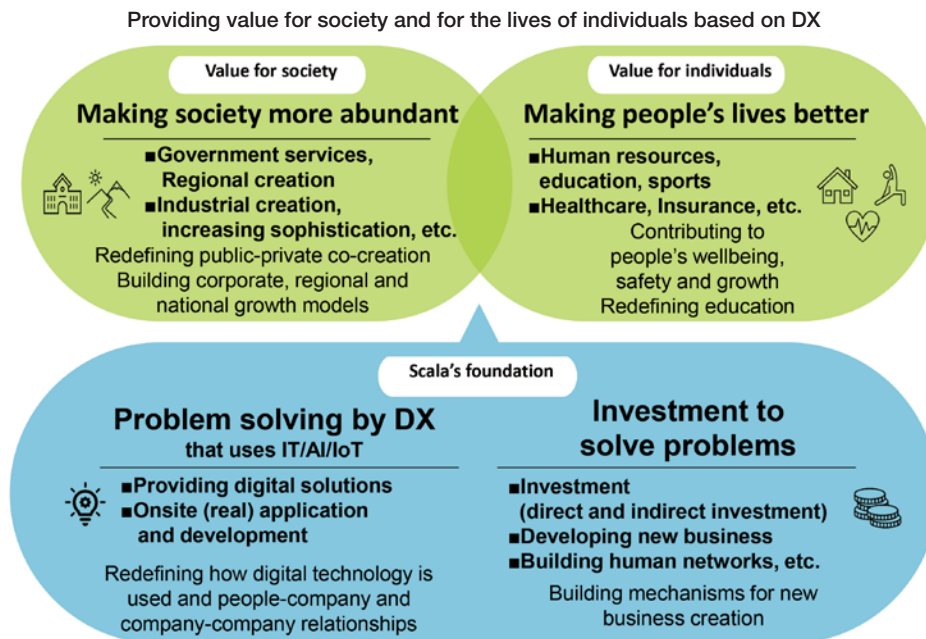 Providing value for society and for the lives of individuals based on DX
Value for society
Making society more abundant
■Government services,
Regional creation
■Industrial creation,
increasing sophistication, etc.
Redefining public-private co-creation
Building corporate, regional and
national growth models
Value for individuals
Making people's lives better
■Human resources,
education, sports
■Healthcare, Insurance, etc.
Contributing to
people's wellbeing,
safety and growth
Redefining education
Scala's foundation
Problem solving by DX
that uses IT/AI/IoT
■Providing digital solutions
■Onsite (real) application
and development
Redefining how digital technology is
used and people-company and
company-company relationships
Investment to
solve problems
■Investment
(direct and indirect investment)
■Developing new business
■Building human networks, etc.
Building mechanisms for new
business creation